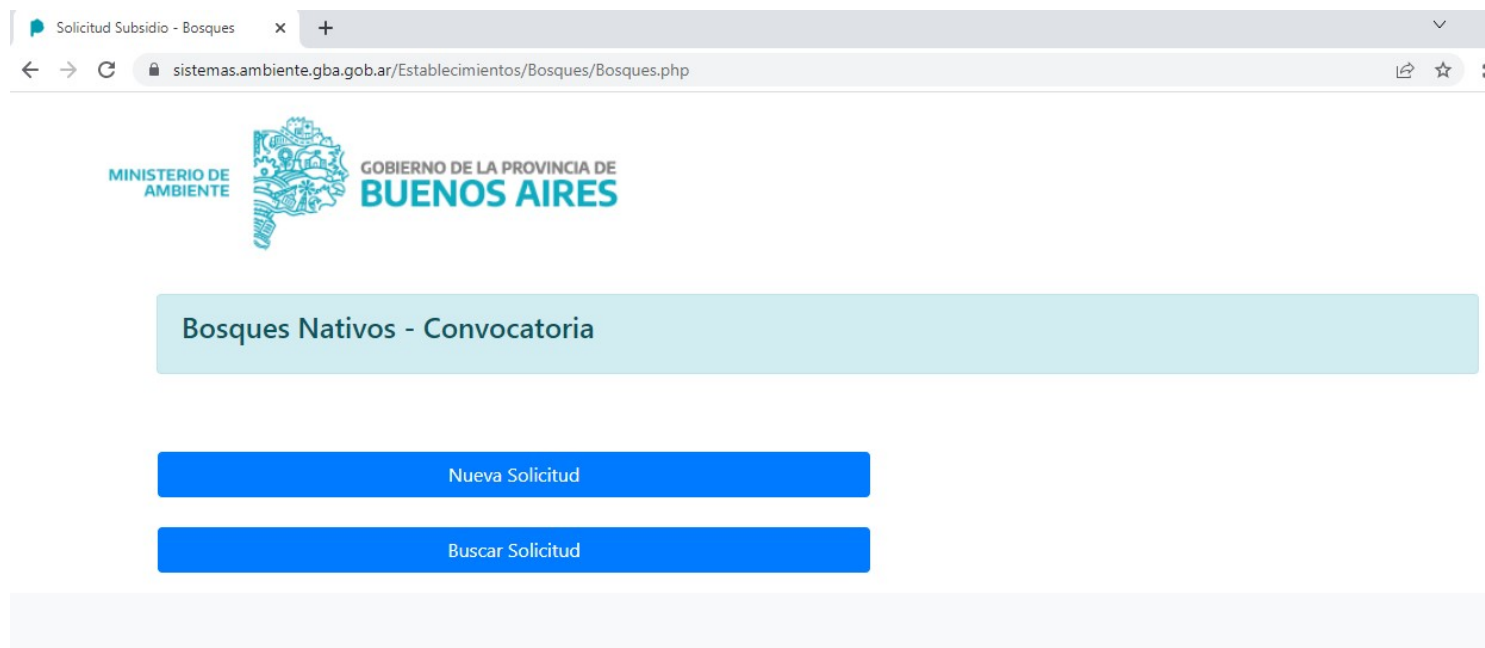 Solicitud Subsidio - Bosques
sistemas.ambiente.gba.gob.ar/Establecimientos/Bosques/Bosques.php
MINISTERIO DE
AMBIENTE
GOBIERNO DE LA PROVINCIA DE
BUENOS AIRES
Bosques Nativos - Convocatoria
Nueva Solicitud
Buscar Solicitud